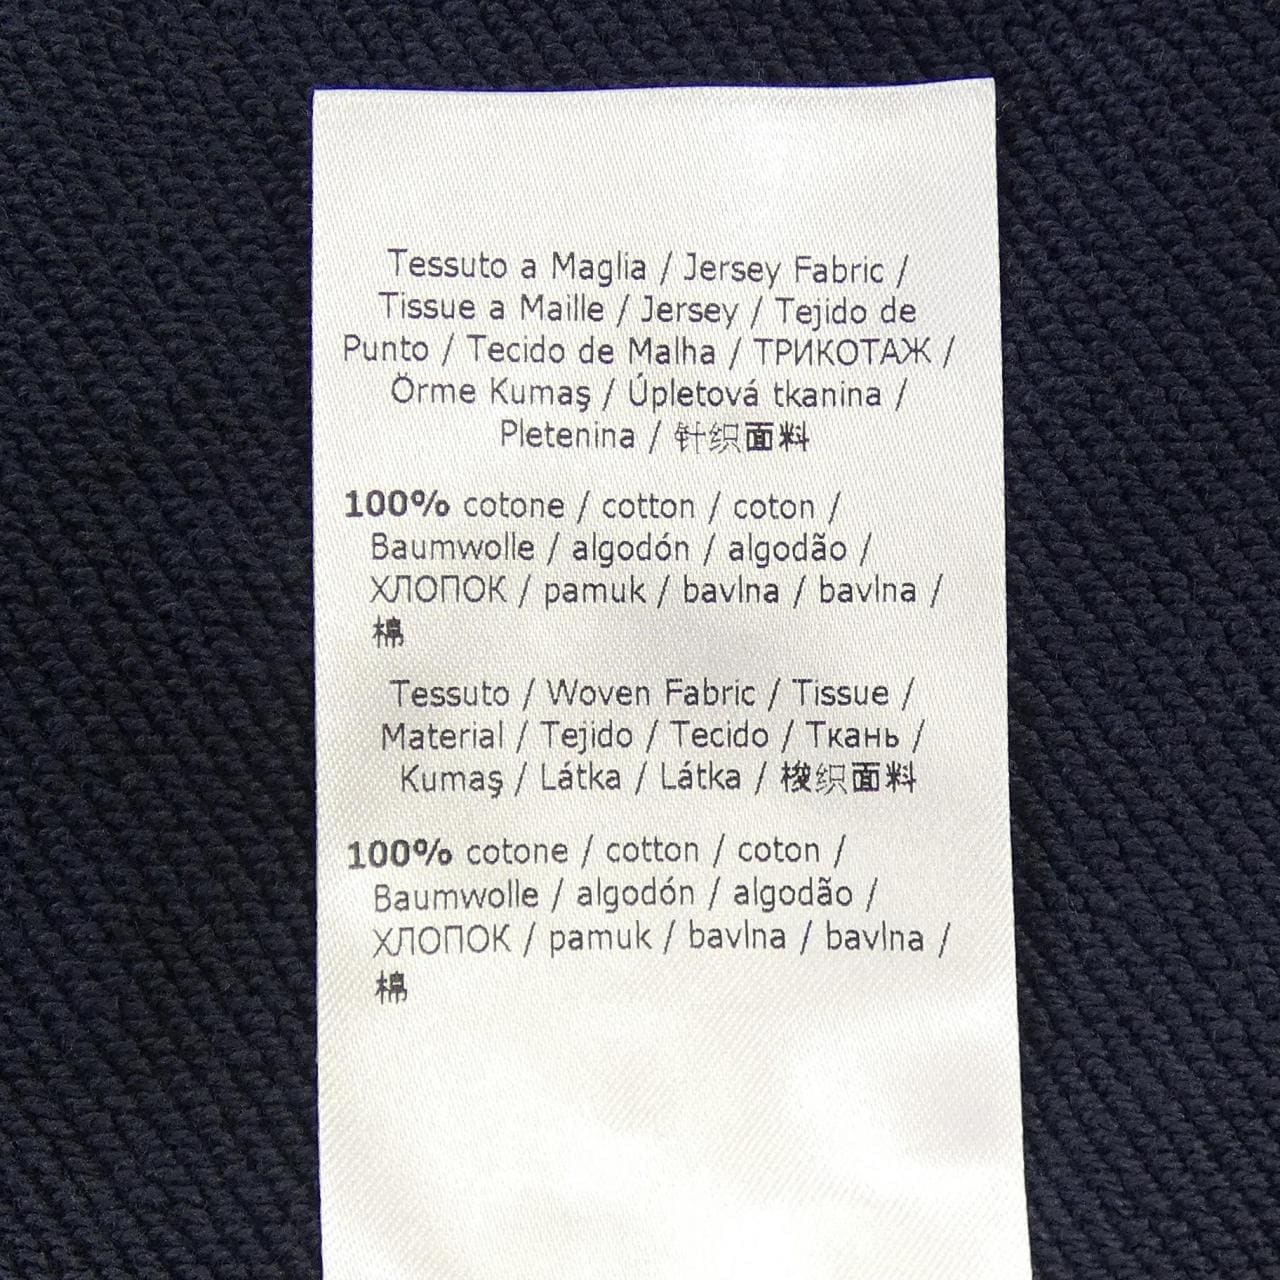 Tessuto a Maglia / Jersey Fabric /
Tissue a Maille / Jersey / Tejido de
Punto / Tecido de Malha / ТРИКОТАЖ /
Örme Kumaş / Úpletová tkanina /
Pletenina / 针织面料
100% cotone / cotton / coton /
Baumwolle / algodón / algodão /
ХЛОПОК / pamuk / bavlna / bavlna /
棉
Tessuto / Woven Fabric / Tissue /
Material / Tejido / Tecido / Ткань /
Kumaş / Látka / Látka / 梭织面料
100% cotone / cotton / coton /
Baumwolle / algodón / algodão /
ХЛОПОК / pamuk / bavlna / bavlna /
棉